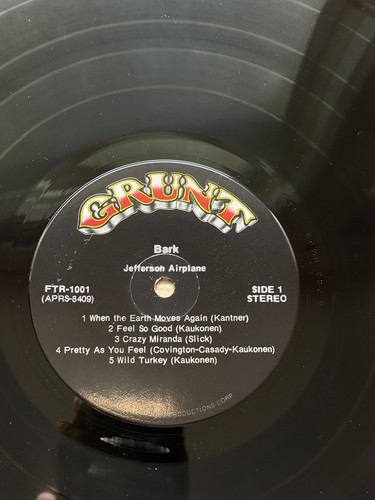 GRUNT
Bark
Jefferson Airplane
FTR-1001
(APRS-8409)
SIDE 1
STEREO
1 When the Earth Moves Again (Kantner)
2 Feel So Good (Kaukonen)
3 Crazy Miranda (Slick)
4 Pretty As You Feel (Covington-Casady-Kaukonen)
5 Wild Turkey (Kaukonen)
PRODUCTIONS CORP